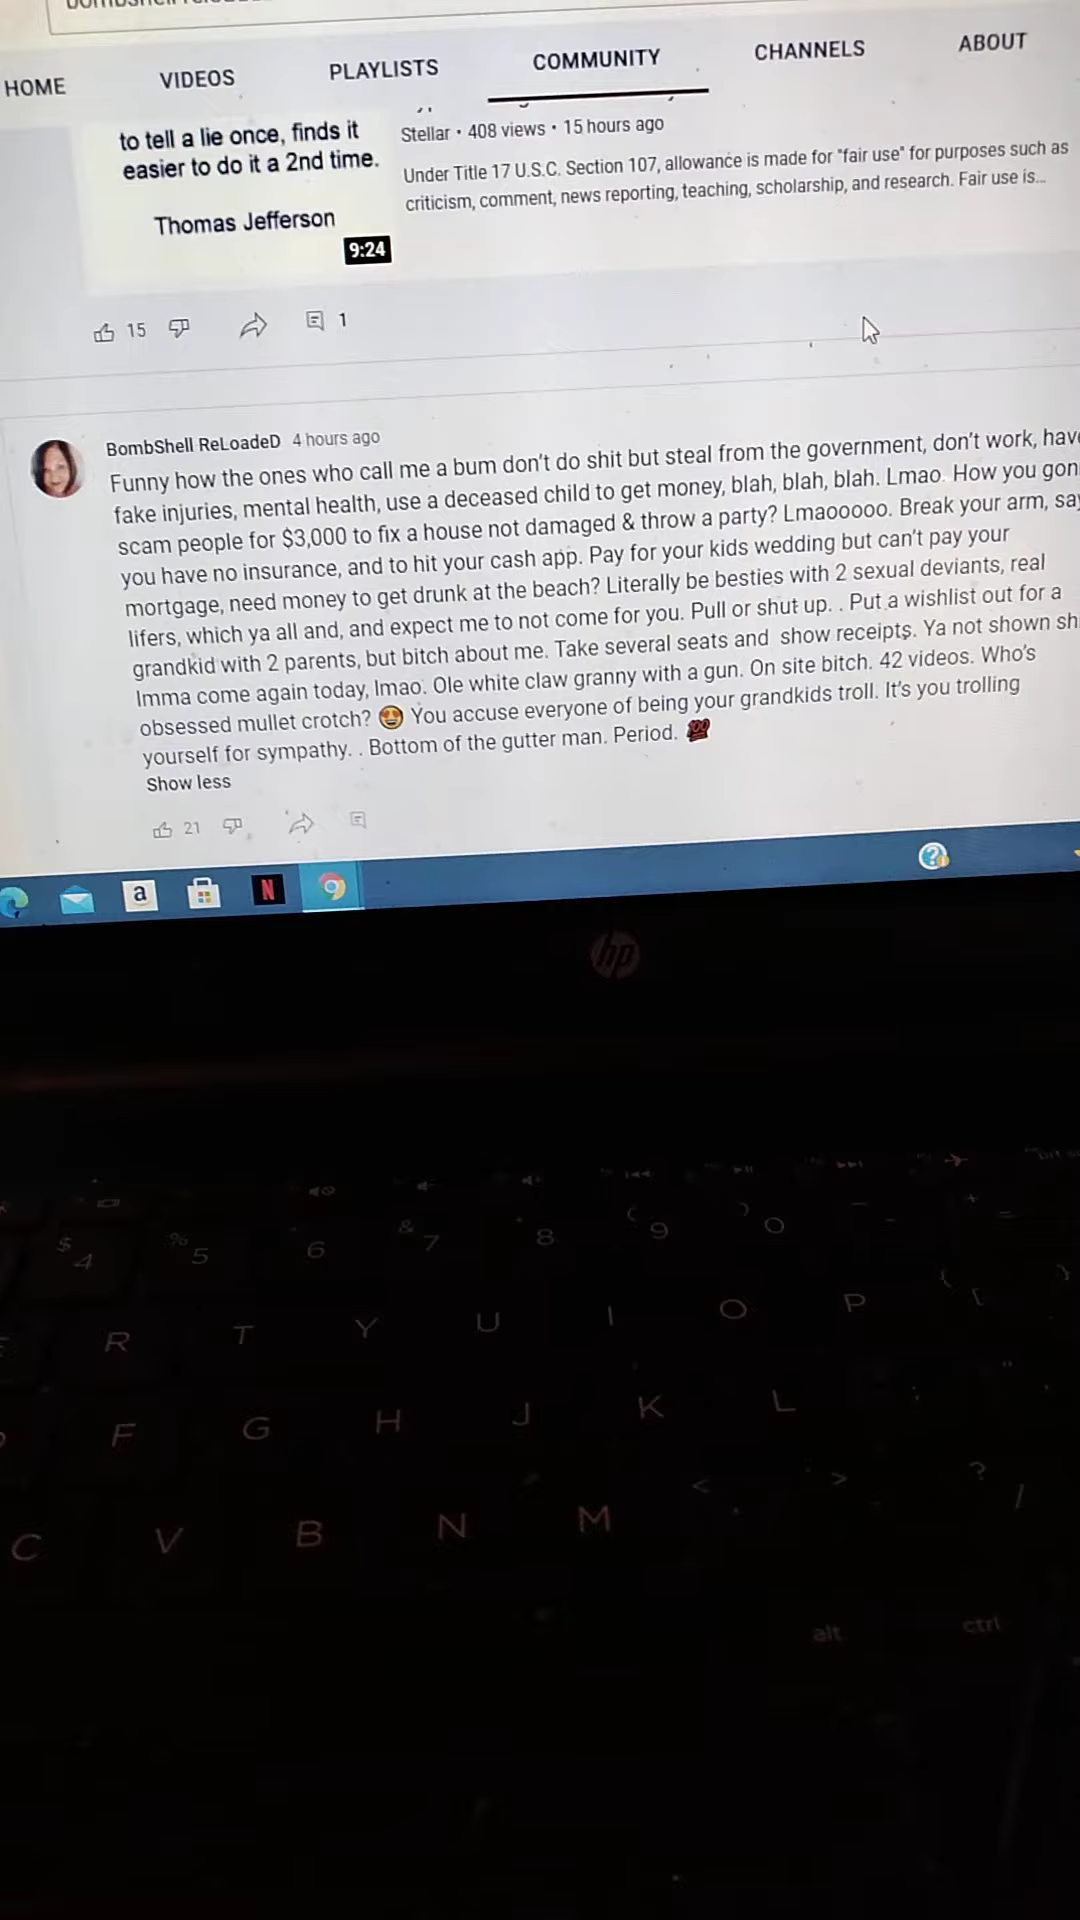 HOME VIDEOS PLAYLISTS COMMUNITY CHANNELS ABOUT
to tell a lie once, finds it
easier to do it a 2nd time.
Thomas Jefferson
9:24
Stellar • 408 views • 15 hours ago
Under Title 17 U.S.C. Section 107, allowance is made for "fair use" for purposes such as
criticism, comment, news reporting, teaching, scholarship, and research. Fair use is...
15 1
BombShell ReLoadeD 4 hours ago
Funny how the ones who call me a bum don't do shit but steal from the government, don't work, have
fake injuries, mental health, use a deceased child to get money, blah, blah, blah. Lmao. How you gon
scam people for $3,000 to fix a house not damaged & throw a party? Lmaooooo. Break your arm, say
you have no insurance, and to hit your cash app. Pay for your kids wedding but can't pay your
mortgage, need money to get drunk at the beach? Literally be besties with 2 sexual deviants, real
lifers, which ya all and, and expect me to not come for you. Pull or shut up. . Put a wishlist out for a
grandkid with 2 parents, but bitch about me. Take several seats and show receipts. Ya not shown sh
Imma come again today, lmao. Ole white claw granny with a gun. On site bitch. 42 videos. Who's
obsessed mullet crotch? 😍 You accuse everyone of being your grandkids troll. It's you trolling
yourself for sympathy. . Bottom of the gutter man. Period. 💯
Show less
21
a N
hp
$ 4 % 5 6 & 7 8 ( 9 ) 0 - + =
R T Y U I O P { [ }
F G H J K L ; "
C V B N M < > ? /
alt ctrl